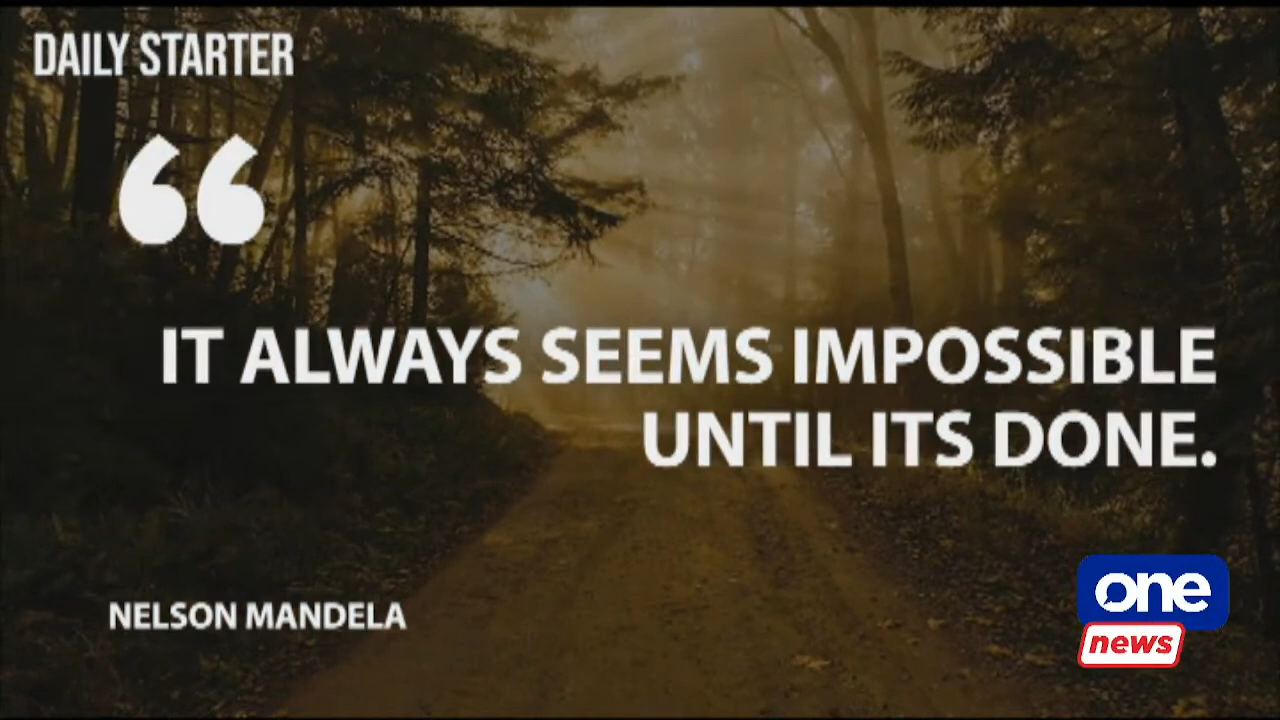 DAILY STARTER
“
IT ALWAYS SEEMS IMPOSSIBLE
UNTIL ITS DONE.
NELSON MANDELA
one
news